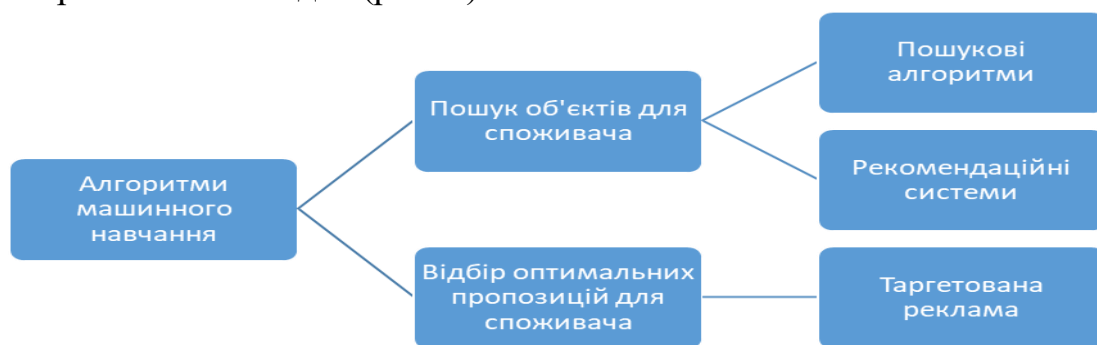 Пошукові
алгоритми
Пошук об'єктів для
споживача
Рекомендаційні
системи
Алгоритми
машинного
навчання
Відбір оптимальних
пропозицій для
споживача
Таргетована
реклама